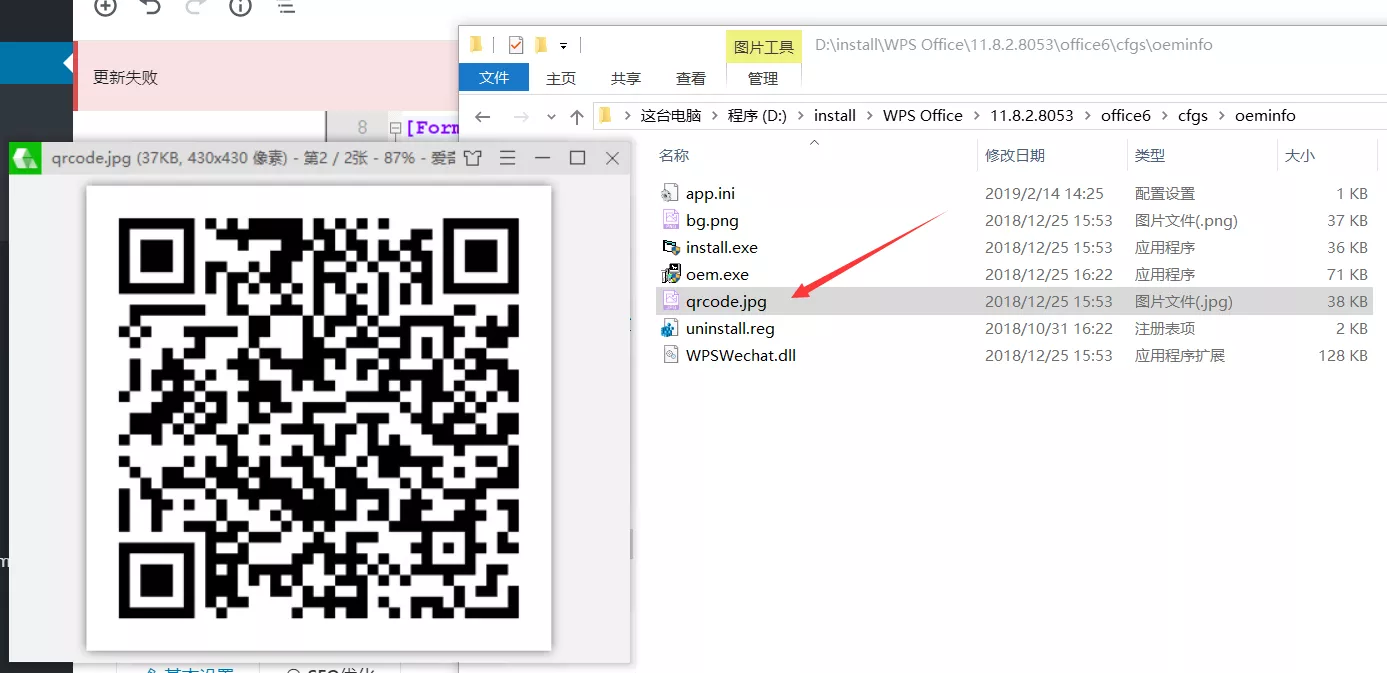 更新失败
8
[Form
图片工具
D:\install\WPS Office\11.8.2.8053\office6\cfgs\oeminfo
文件 主页 共享 查看 管理
这台电脑 程序 (D:) install WPS Office 11.8.2.8053 office6 cfgs oeminfo
qrcode.jpg (37KB, 430x430 像素) - 第2 / 2张 - 87% -
名称 修改日期 类型 大小
app.ini 2019/2/14 14:25 配置设置 1 KB
bg.png 2018/12/25 15:53 图片文件(.png) 37 KB
install.exe 2018/12/25 15:53 应用程序 36 KB
oem.exe 2018/12/25 16:22 应用程序 71 KB
qrcode.jpg 2018/12/25 15:53 图片文件(.jpg) 38 KB
uninstall.reg 2018/10/31 16:22 注册表项 2 KB
WPSWechat.dll 2018/12/25 15:53 应用程序扩展 128 KB
基本设置 SEO优化